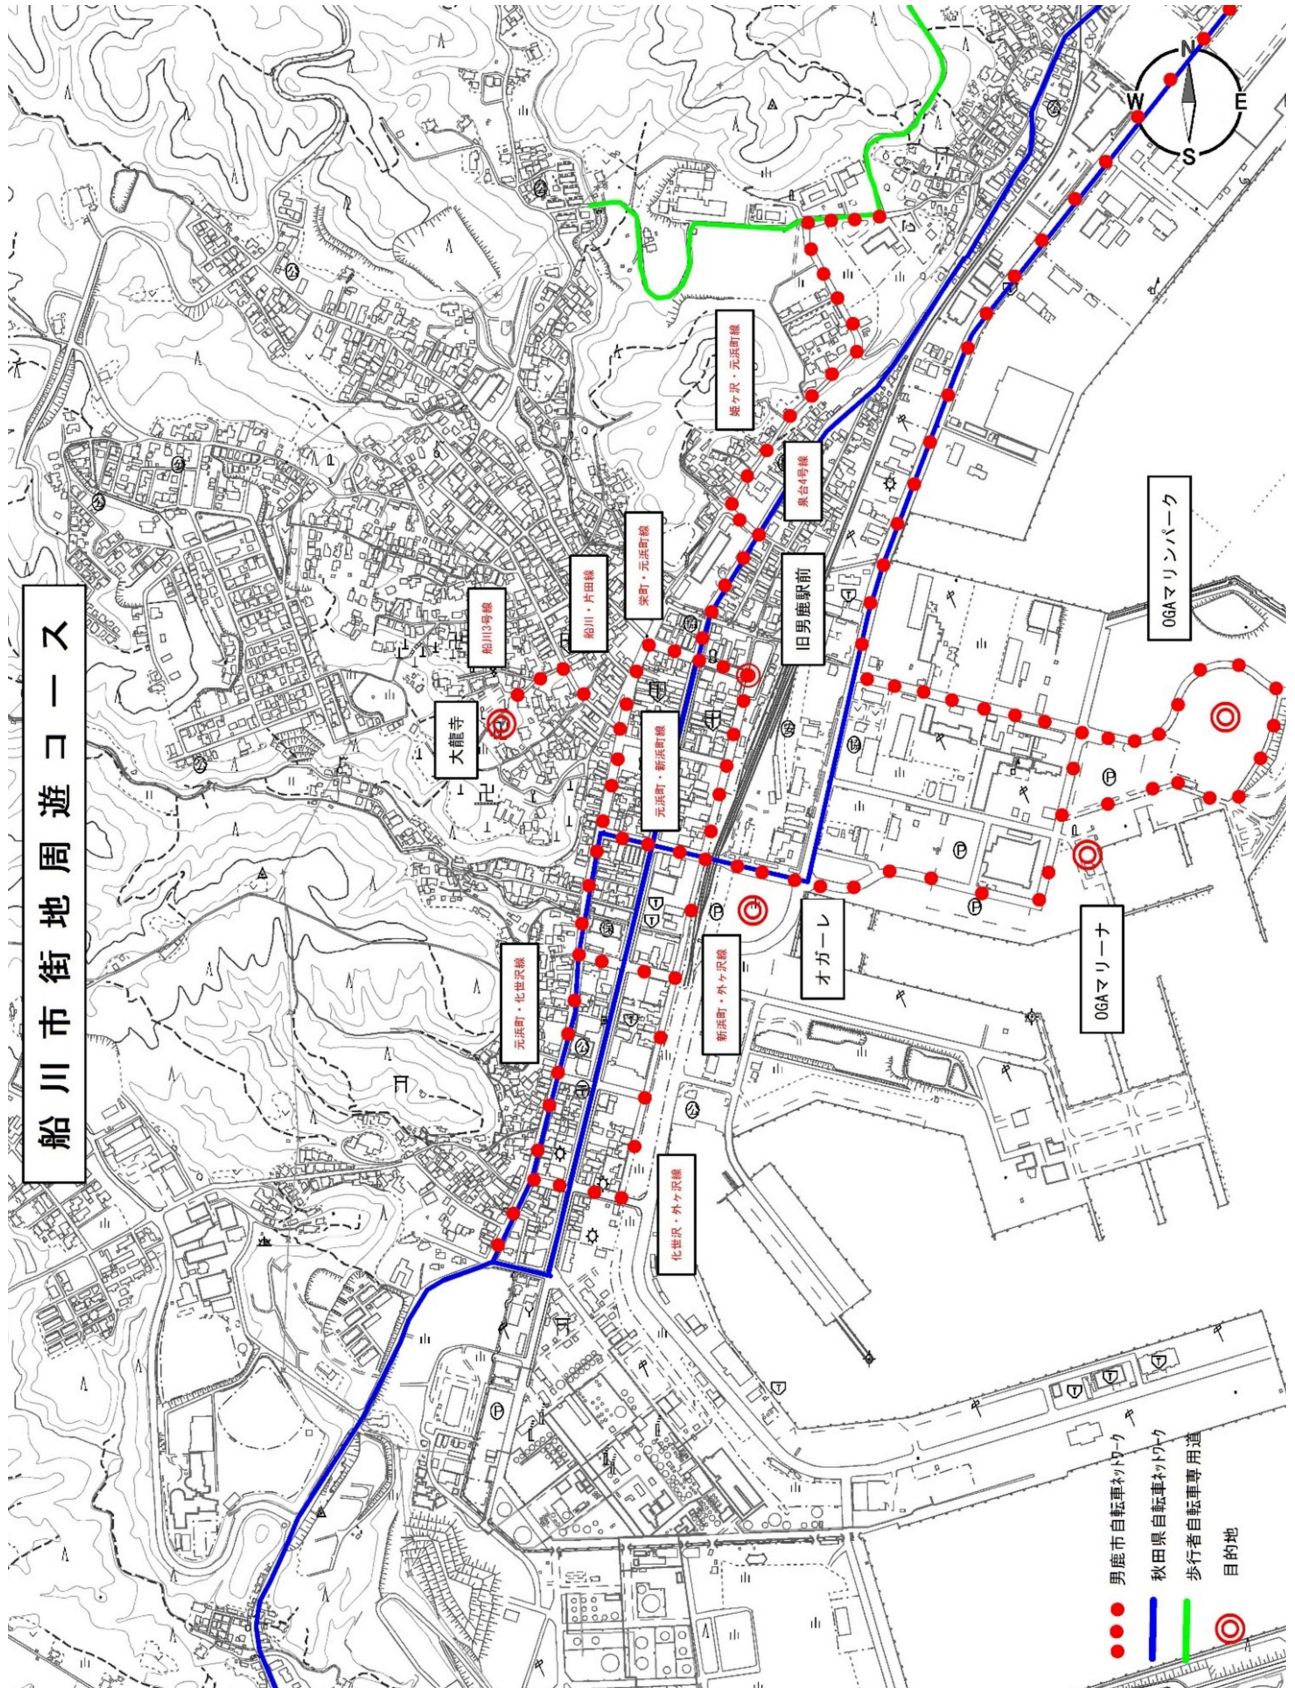 船川市街地周遊コース
N
W
E
S
姫ヶ沢・元浜町線
泉台4号線
栄町・元浜町線
船川・片田線
船川3号線
旧男鹿駅前
OGAマリンパーク
大龍寺
元浜町・新浜町線
元浜町・化世沢線
新浜町・外ヶ沢線
オガーレ
OGAマリーナ
化世沢・外ヶ沢線
男鹿市自転車ネットワーク
秋田県自転車ネットワーク
歩行者自転車専用道
目的地